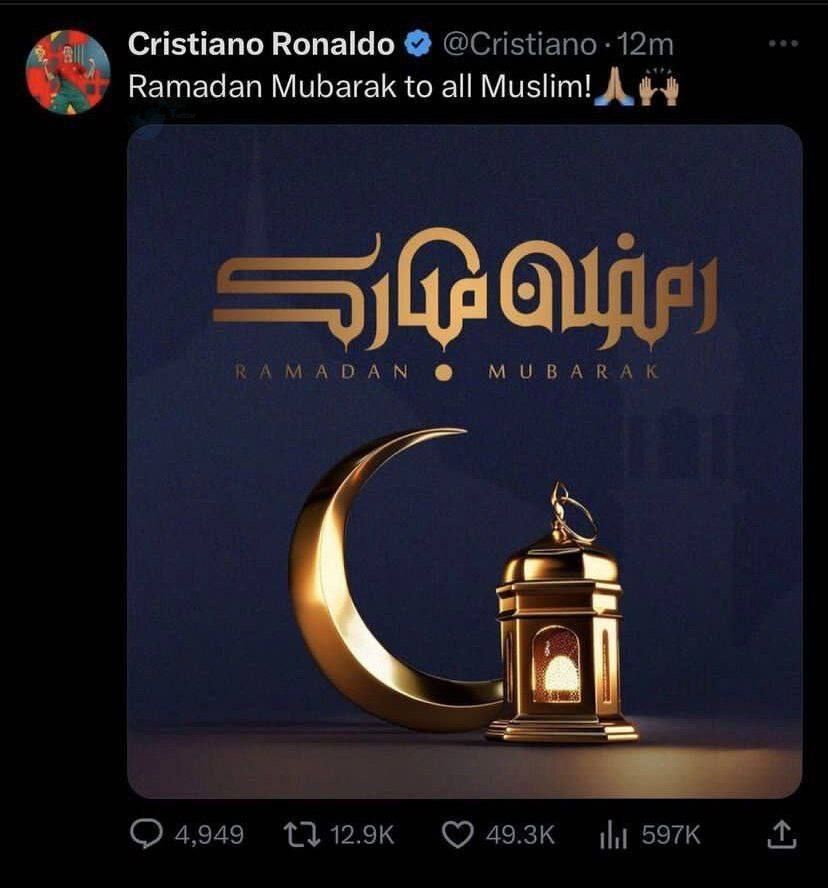 Cristiano Ronaldo @Cristiano · 12m
Ramadan Mubarak to all Muslim!🙏🏽🙌🏽
رمضان مبارك
RAMADAN ● MUBARAK
4,949 12.9K 49.3K 597K